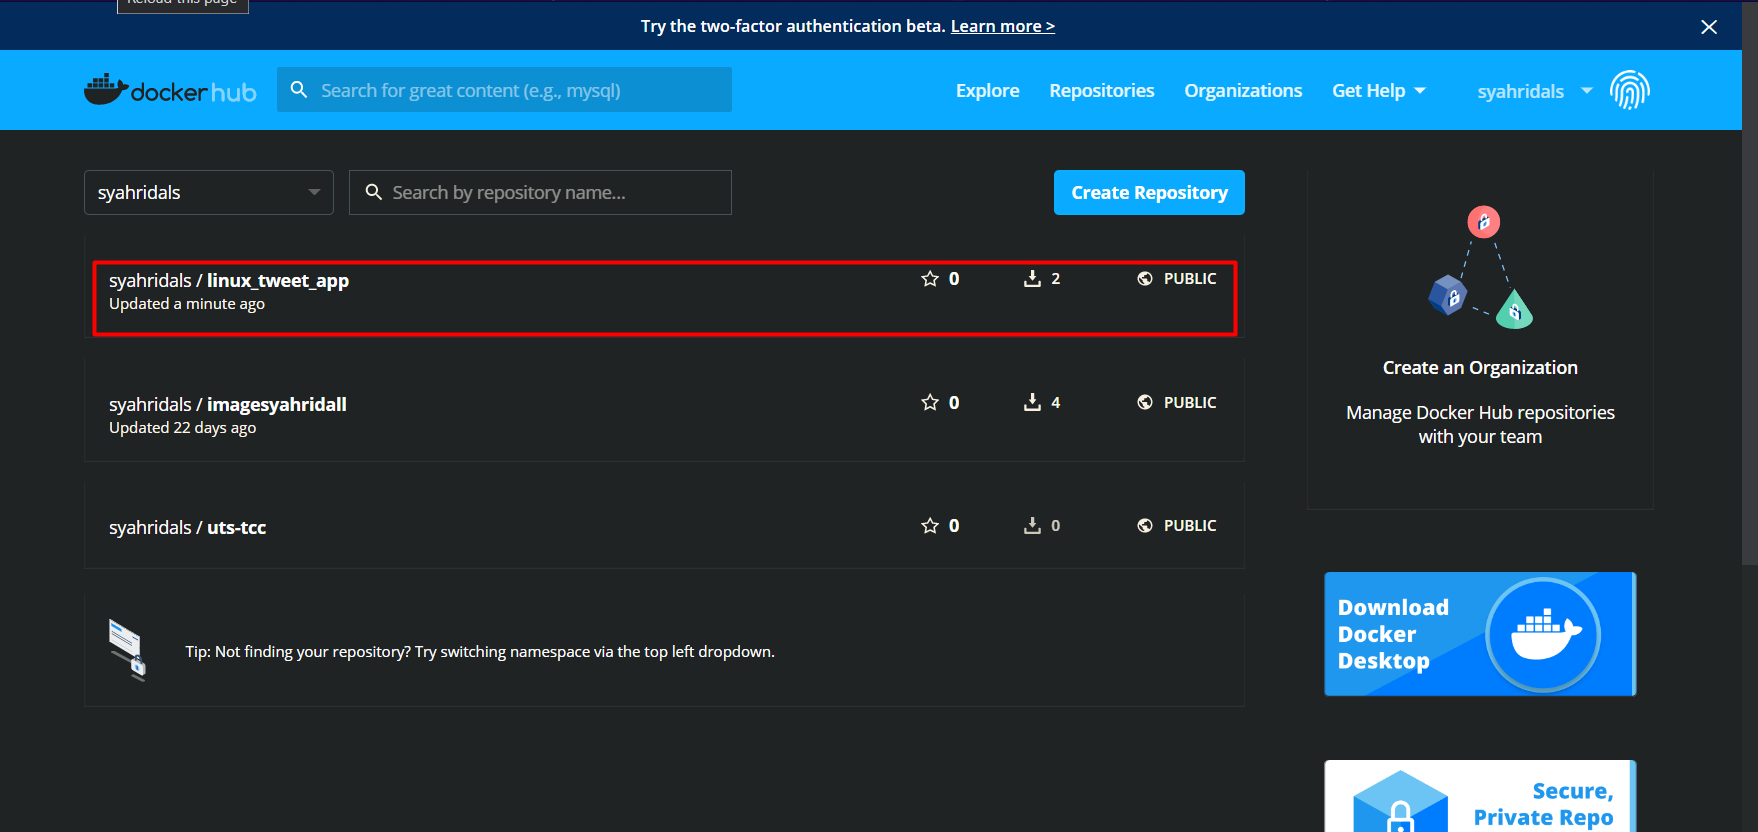 Reload this page
Try the two-factor authentication beta. Learn more >
docker hub
Search for great content (e.g., mysql)
Explore
Repositories
Organizations
Get Help
syahridals
syahridals
Search by repository name...
Create Repository
syahridals / linux_tweet_app
Updated a minute ago
0
2
PUBLIC
syahridals / imagesyahridall
Updated 22 days ago
0
4
PUBLIC
syahridals / uts-tcc
0
0
PUBLIC
Tip: Not finding your repository? Try switching namespace via the top left dropdown.
Create an Organization
Manage Docker Hub repositories
with your team
Download
Docker
Desktop
Secure,
Private Repo